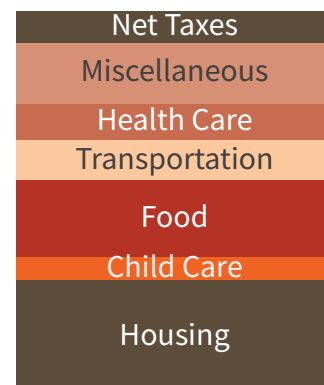 Net Taxes
Miscellaneous
Health Care
Transportation
Food
Child Care
Housing